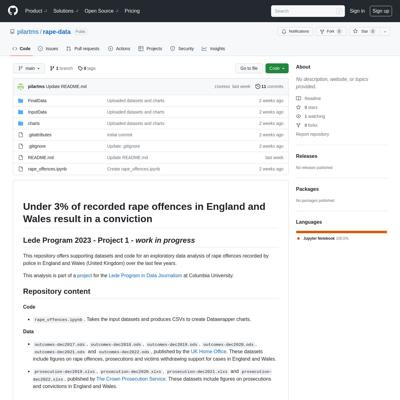 Product Solutions Open Source Pricing Search Sign in Sign up
pilartms / rape-data Public Notifications Fork 0 Star 0
Code Issues Pull requests Actions Projects Security Insights
main 1 branch 0 tags Go to file Code
pilartms Update README.md last week 11 commits
FinalData Uploaded datasets and charts 2 weeks ago
InputData Uploaded datasets and charts 2 weeks ago
charts Uploaded datasets and charts 2 weeks ago
.gitattributes Initial commit 2 weeks ago
.gitignore Update .gitignore 2 weeks ago
README.md Update README.md last week
rape_offences.ipynb Create rape_offences.ipynb 2 weeks ago
About
No description, website, or topics
provided.
Readme
0 stars
1 watching
0 forks
Report repository
Releases
No releases published
Packages
No packages published
Languages
Jupyter Notebook 100.0%
Under 3% of recorded rape offences in England and
Wales result in a conviction
Lede Program 2023 - Project 1 - work in progress
This repository offers supporting datasets and code for an exploratory data analysis of rape offences recorded by
police in England and Wales (United Kingdom) over the last few years.
This analysis is part of a project for the Lede Program in Data Journalism at Columbia University.
Repository content
Code
rape_offences.ipynb , Takes the input datasets and produces CSVs to create Datawrapper charts.
Data
outcomes-dec2017.ods , outcomes-dec2018.ods , outcomes-dec2019.ods , outcomes-dec2020.ods ,
outcomes-dec2021.ods and outcomes-dec2022.ods , published by the UK Home Office. These datasets
include figures on rape offences, prosecutions and victims withdrawing support for cases in England and Wales.
prosecution-dec2019.xlsx , prosecution-dec2020.xlsx , prosecution-dec2021.xlsx and prosecution-
dec2022.xlsx , published by The Crown Prosecution Service. These datasets include figures on prosecutions
and convictions in England and Wales.